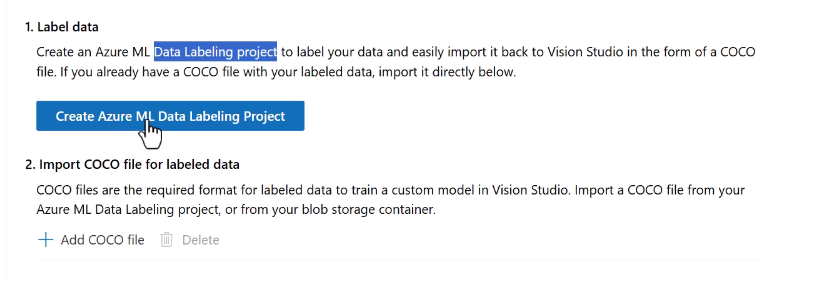 1. Label data
Create an Azure ML Data Labeling project to label your data and easily import it back to Vision Studio in the form of a COCO
file. If you already have a COCO file with your labeled data, import it directly below.
Create Azure ML Data Labeling Project
2. Import COCO file for labeled data
COCO files are the required format for labeled data to train a custom model in Vision Studio. Import a COCO file from your
Azure ML Data Labeling project, or from your blob storage container.
+ Add COCO file Delete